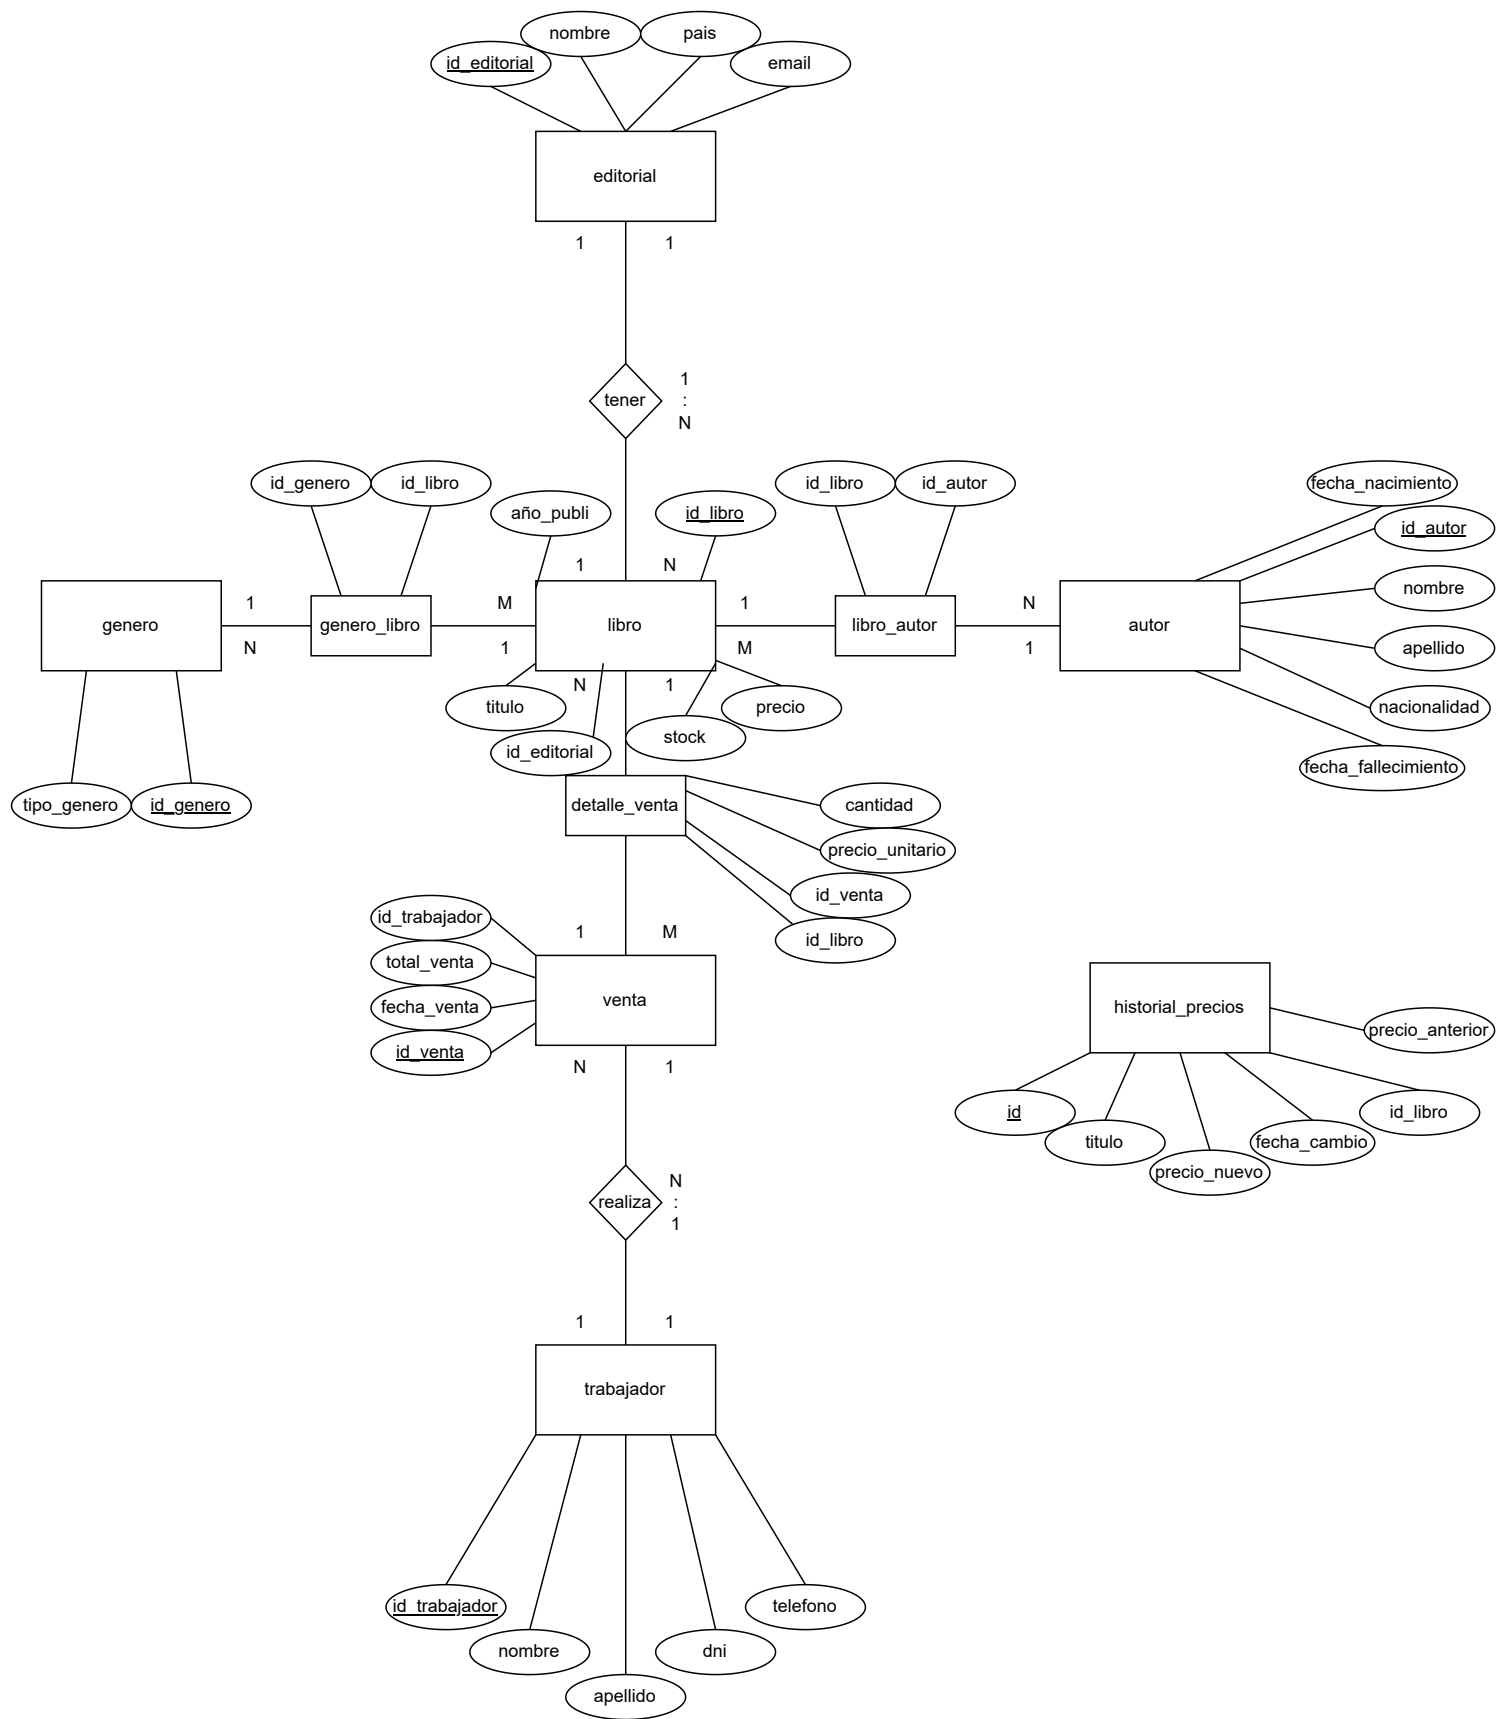 nombre
pais
id_editorial
email
editorial
1
1
tener
1
:
N
id_genero
id_libro
año_publi
id_libro
id_libro
id_autor
fecha_nacimiento
id_autor
1
N
genero
1
N
genero_libro
M
1
libro
1
M
libro_autor
N
1
autor
nombre
apellido
nacionalidad
fecha_fallecimiento
N
1
titulo
id_editorial
stock
precio
tipo_genero
id_genero
detalle_venta
cantidad
precio_unitario
id_venta
id_libro
id_trabajador
total_venta
fecha_venta
id_venta
1
M
venta
N
1
historial_precios
precio_anterior
id
titulo
precio_nuevo
fecha_cambio
id_libro
realiza
N
:
1
1
1
trabajador
id_trabajador
nombre
apellido
dni
telefono